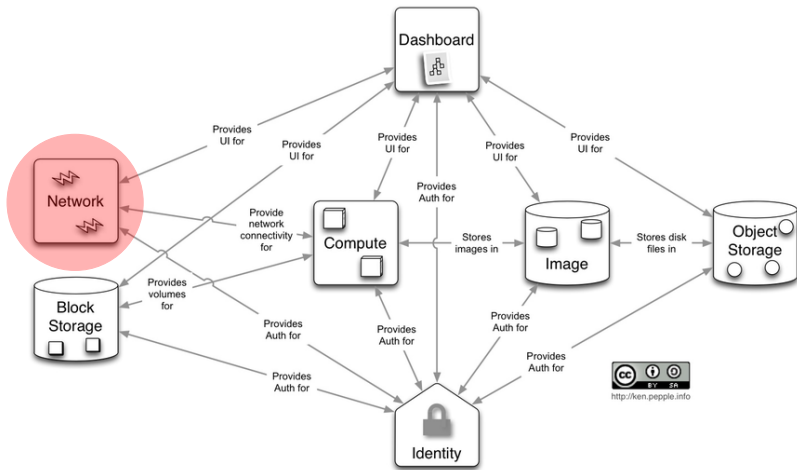 Dashboard
Provides
UI for
Provides
UI for
Provides
UI for
Provides
UI for
Provides
UI for
Provides
Auth for
Network
Provide
network
connectivity
for
Compute
Stores
images in
Image
Stores disk
files in
Object
Storage
Block
Storage
Provides
volumes
for
Provides
Auth for
Provides
Auth for
Provides
Auth for
Provides
Auth for
Provides
Auth for
Identity
cc
BY SA
http://ken.pepple.info